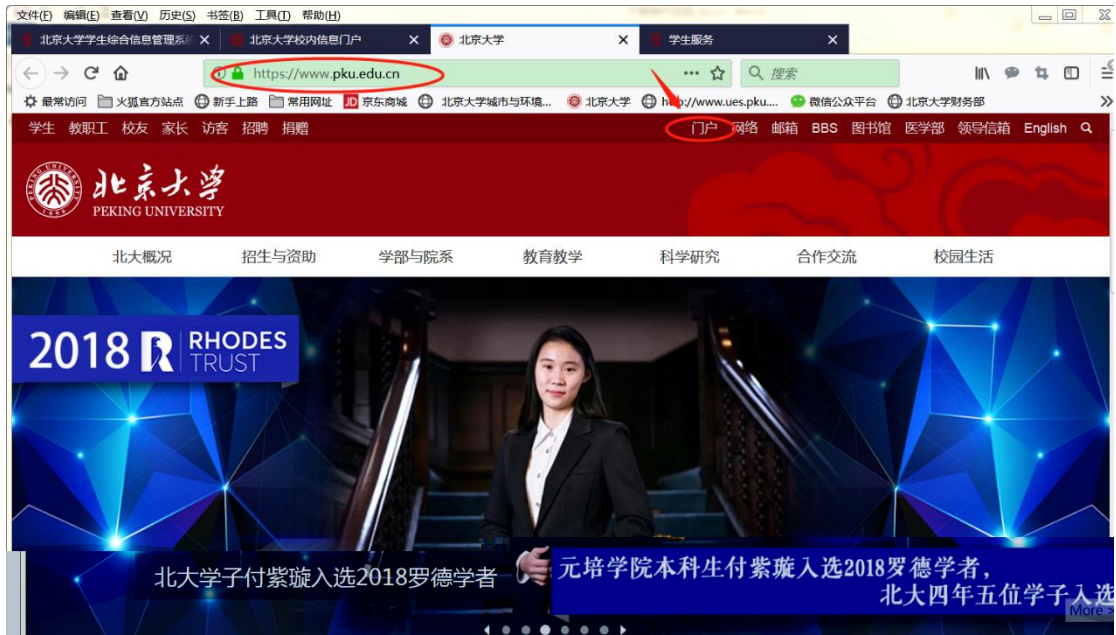 文件(F) 编辑(E) 查看(V) 历史(S) 书签(B) 工具(T) 帮助(H)
北京大学学生综合信息管理系统 北京大学校内信息门户 北京大学 学生服务
https://www.pku.edu.cn 搜索
最常访问 火狐官方站点 新手上路 常用网址 JD 京东商城 北京大学城市与环境... 北京大学 http://www.ues.pku.... 微信公众平台 北京大学财务部
学生 教职工 校友 家长 访客 招聘 捐赠 门户 网络 邮箱 BBS 图书馆 医学部 领导信箱 English
北京大学
PEKING UNIVERSITY
1898
北大概况 招生与资助 学部与院系 教育教学 科学研究 合作交流 校园生活
2018 R RHODES
TRUST
北大学子付紫璇入选2018罗德学者
元培学院本科生付紫璇入选2018罗德学者,
北大四年五位学子入选
More >